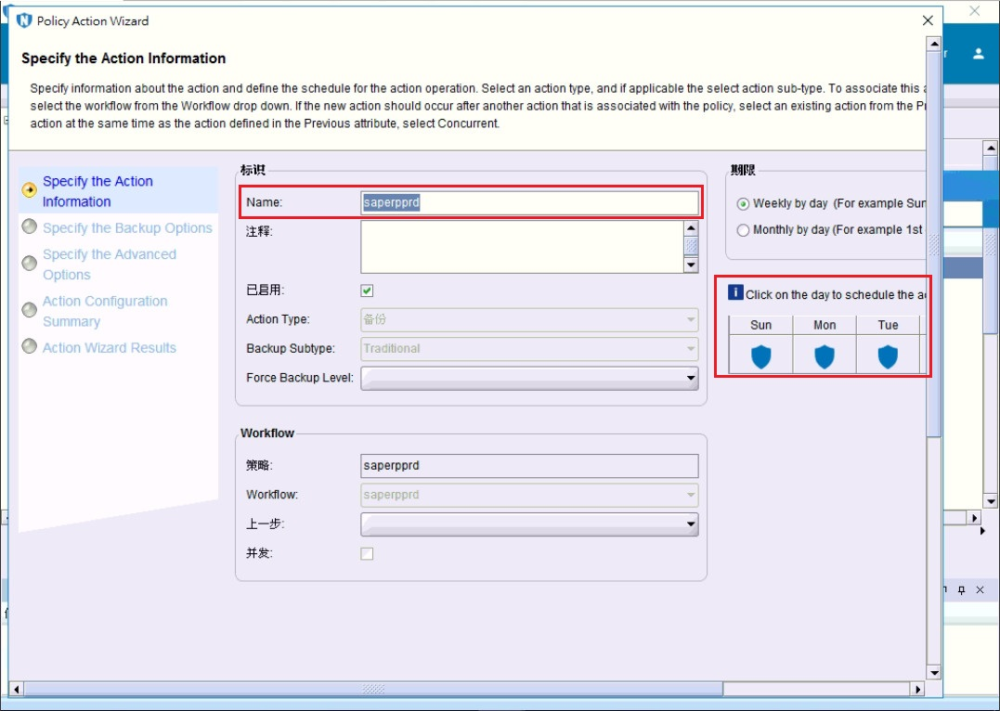 Policy Action Wizard
Specify the Action Information
Specify information about the action and define the schedule for the action operation. Select an action type, and if applicable the select action sub-type. To associate this a
select the workflow from the Workflow drop down. If the new action should occur after another action that is associated with the policy, select an existing action from the Pr
action at the same time as the action defined in the Previous attribute, select Concurrent.
Specify the Action
Information
Specify the Backup Options
Specify the Advanced
Options
Action Configuration
Summary
Action Wizard Results
标识
Name: saperpprd
注释:
已启用:
Action Type: 备份
Backup Subtype: Traditional
Force Backup Level:
Workflow
策略: saperpprd
Workflow: saperpprd
上一步:
并发:
期限
Weekly by day (For example Sun
Monthly by day (For example 1st
Click on the day to schedule the ac
Sun Mon Tue